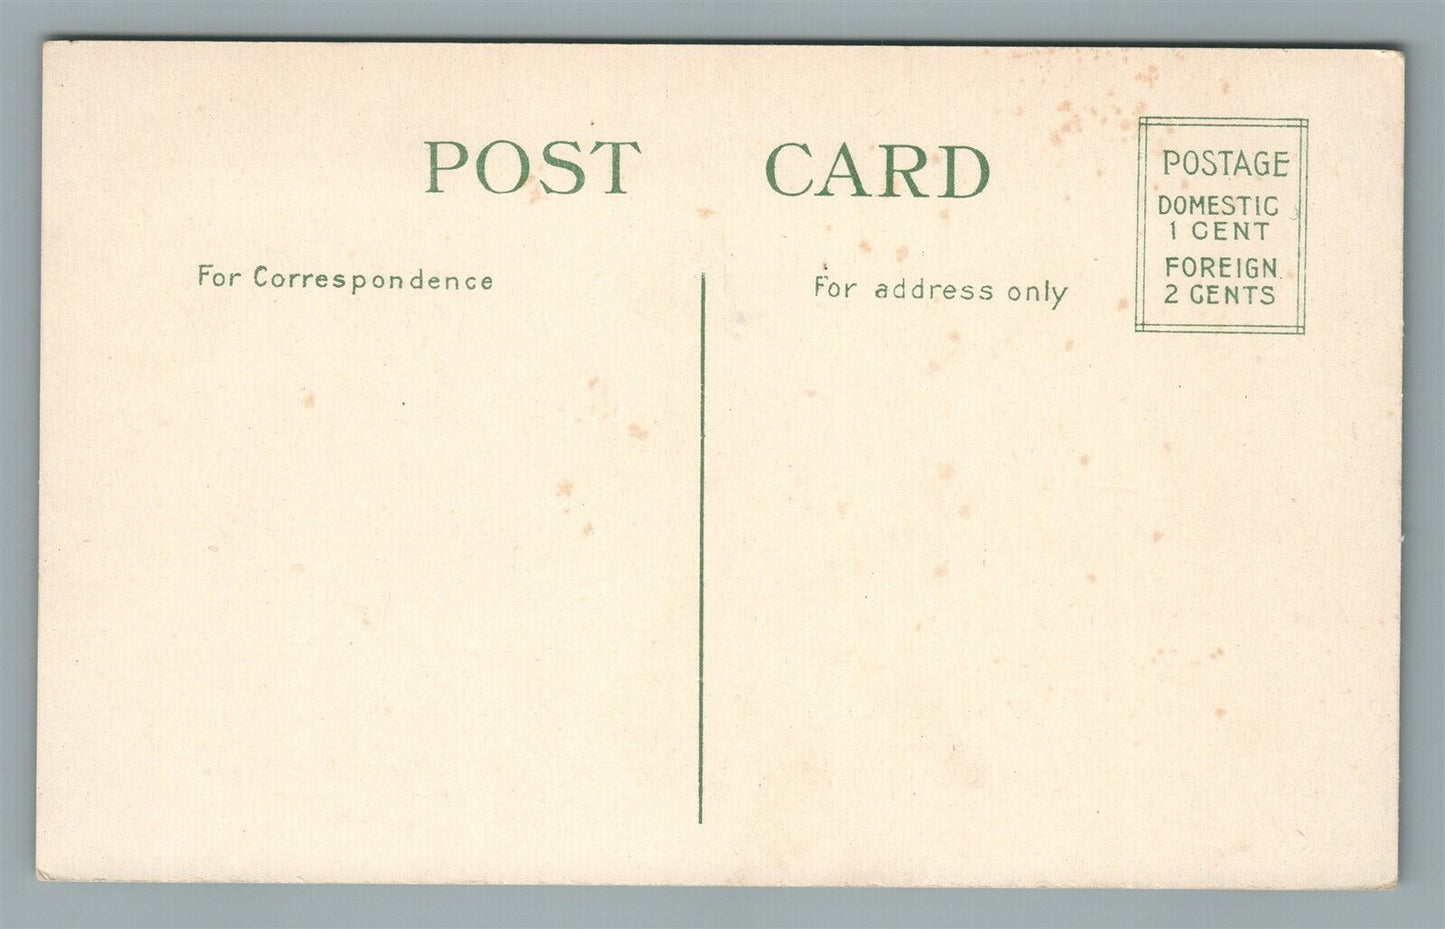 POST CARD
For Correspondence
For address only
POSTAGE
DOMESTIC
1 CENT
FOREIGN
2 CENTS